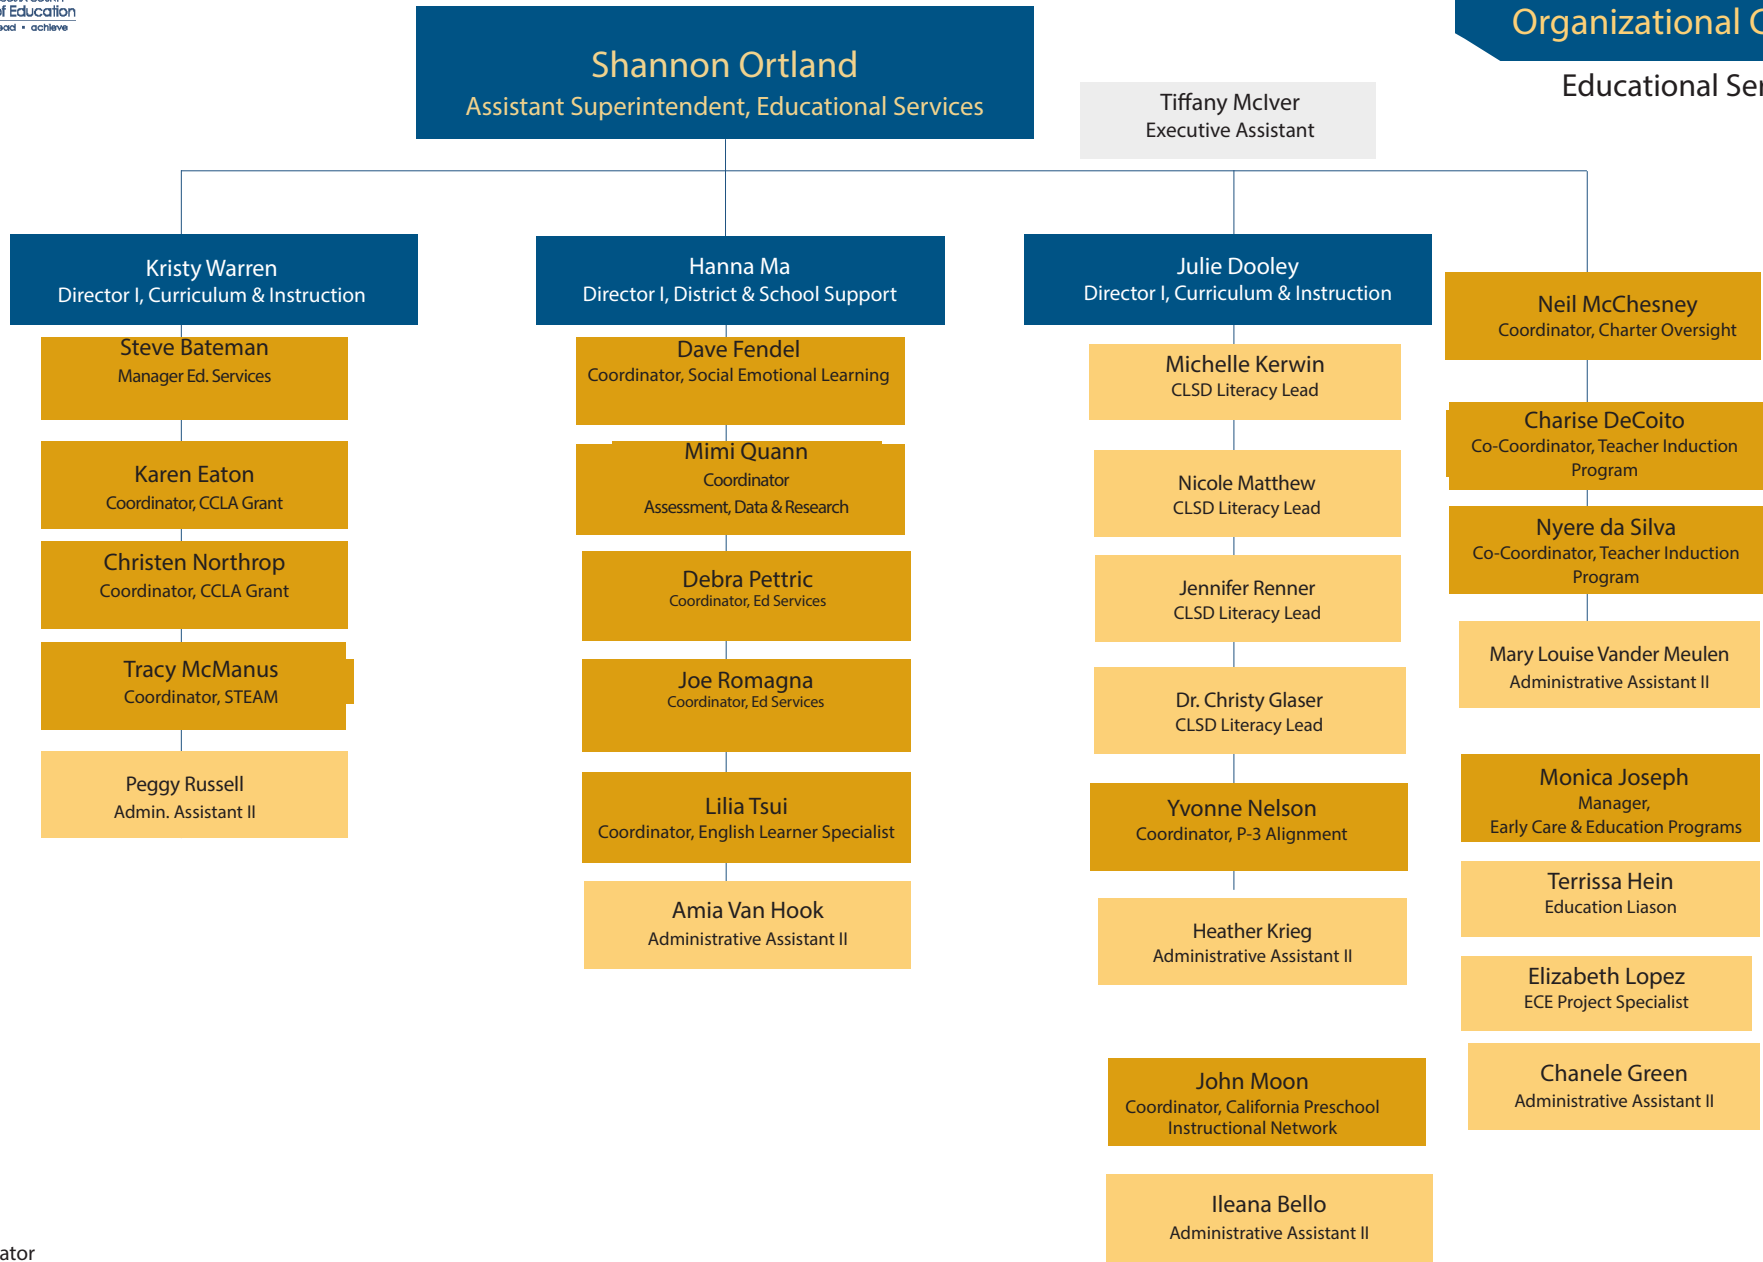 of Education
achieve
Organizational
Educational
Shannon Ortland
Assistant Superintendent, Educational Services
Tiffany McIver
Executive Assistant
Kristy Warren
Director I, Curriculum & Instruction
Steve Bateman
Manager Ed. Services
Karen Eaton
Coordinator, CCLA Grant
Christen Northrop
Coordinator, CCLA Grant
Tracy McManus
Coordinator, STEAM
Peggy Russell
Admin. Assistant II
Hanna Ma
Director I, District & School Support
Dave Fendel
Coordinator, Social Emotional Learning
Mimi Quann
Coordinator
Assessment, Data & Research
Debra Pettric
Coordinator, Ed Services
Joe Romagna
Coordinator, Ed Services
Lilia Tsui
Coordinator, English Learner Specialist
Amia Van Hook
Administrative Assistant II
Julie Dooley
Director I, Curriculum & Instruction
Michelle Kerwin
CLSD Literacy Lead
Nicole Matthew
CLSD Literacy Lead
Jennifer Renner
CLSD Literacy Lead
Dr. Christy Glaser
CLSD Literacy Lead
Yvonne Nelson
Coordinator, P-3 Alignment
Heather Krieg
Administrative Assistant II
John Moon
Coordinator, California Preschool
Instructional Network
Ileana Bello
Administrative Assistant II
Neil McChesney
Coordinator, Charter Oversight
Charise DeCoito
Co-Coordinator, Teacher Induction
Program
Nyere da Silva
Co-Coordinator, Teacher Induction
Program
Mary Louise Vander Meulen
Administrative Assistant II
Monica Joseph
Manager,
Early Care & Education Programs
Terrissa Hein
Education Liason
Elizabeth Lopez
ECE Project Specialist
Chanele Green
Administrative Assistant II
ator